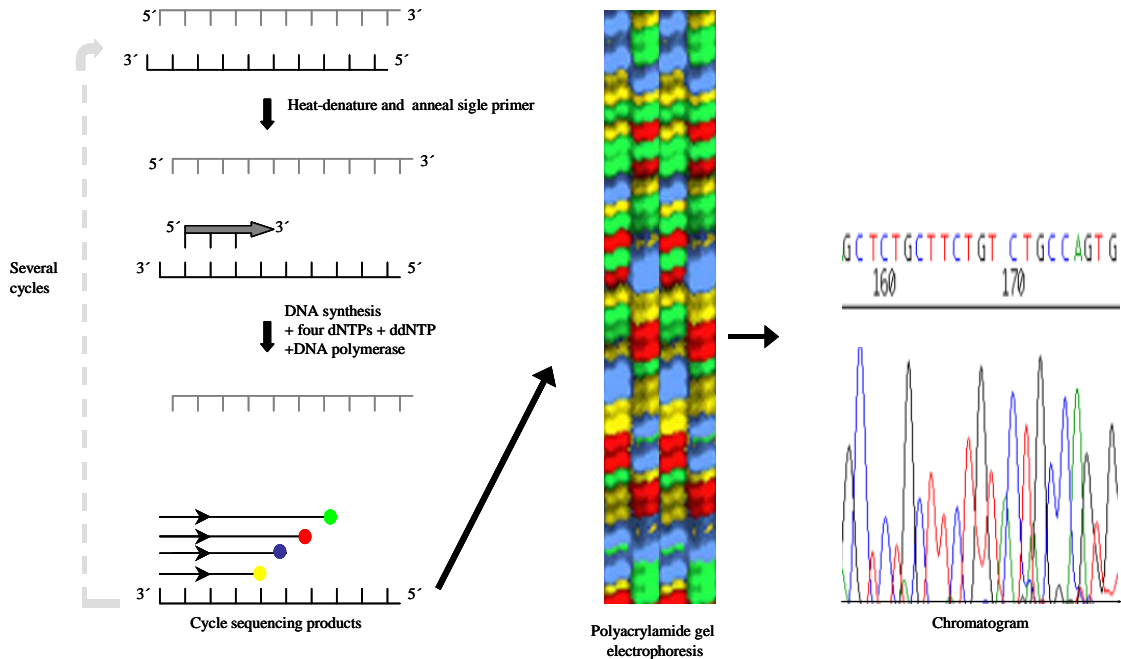 5´ 3´
3´ 5´
Heat-denature and anneal sigle primer
5´ 3´
5´ 3´
3´ 5´
Several
cycles
DNA synthesis
+ four dNTPs + ddNTP
+DNA polymerase
3´ 5´
Cycle sequencing products
Polyacrylamide gel
electrophoresis
GCTCTGCTTCTGT CTGCCAGTG
160 170
Chromatogram